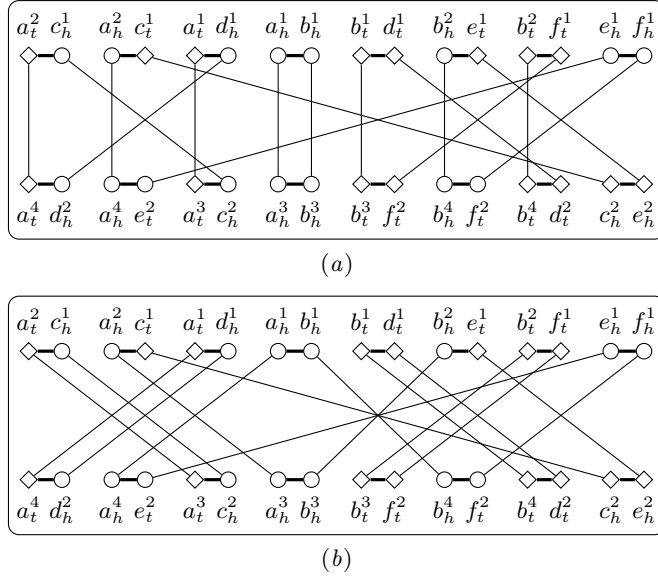 a_t^2 c_h^1 a_h^2 c_t^1 a_t^1 d_h^1 a_h^1 b_h^1 b_t^1 d_t^1 b_h^2 e_t^1 b_t^2 f_t^1 e_h^1 f_h^1
a_t^4 d_h^2 a_h^4 e_t^2 a_t^3 c_h^2 a_h^3 b_h^3 b_t^3 f_t^2 b_h^4 f_t^2 b_t^4 d_t^2 c_h^2 e_h^2
(a)
a_t^2 c_h^1 a_h^2 c_t^1 a_t^1 d_h^1 a_h^1 b_h^1 b_t^1 d_t^1 b_h^2 e_t^1 b_t^2 f_t^1 e_h^1 f_h^1
a_t^4 d_h^2 a_h^4 e_t^2 a_t^3 c_t^2 a_h^3 b_h^3 b_t^3 f_t^2 b_h^4 f_t^2 b_t^4 d_t^2 c_h^2 e_h^2
(b)